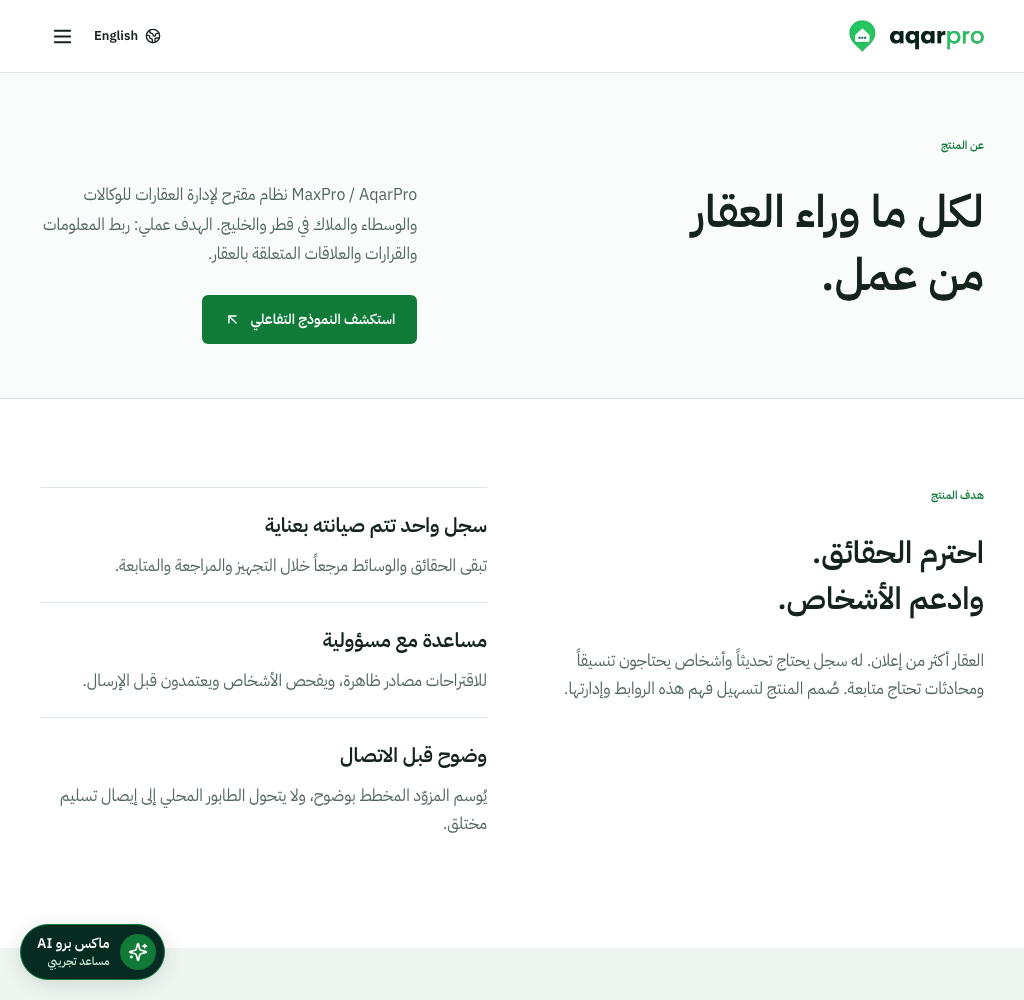 aqarpro
English
عن المنتج
لكل ما وراء العقار
من عمل.
MaxPro / AqarPro نظام مقترح لإدارة العقارات للوكالات
والوسطاء والملاك في قطر والخليج. الهدف عملي: ربط المعلومات
والقرارات والعلاقات المتعلقة بالعقار.
استكشف النموذج التفاعلي
هدف المنتج
احترم الحقائق.
وادعم الأشخاص.
العقار أكثر من إعلان. له سجل يحتاج تحديثاً وأشخاص يحتاجون تنسيقاً
ومحادثات تحتاج متابعة. صُمم المنتج لتسهيل فهم هذه الروابط وإدارتها.
سجل واحد تتم صيانته بعناية
تبقى الحقائق والوسائط مرجعاً خلال التجهيز والمراجعة والمتابعة.
مساعدة مع مسؤولية
للاقتراحات مصادر ظاهرة، ويفحص الأشخاص ويعتمدون قبل الإرسال.
وضوح قبل الاتصال
يُوسم المزوّد المخطط بوضوح، ولا يتحول الطابور المحلي إلى إيصال تسليم
مختلق.
ماكس برو AI
مساعد تجريبي